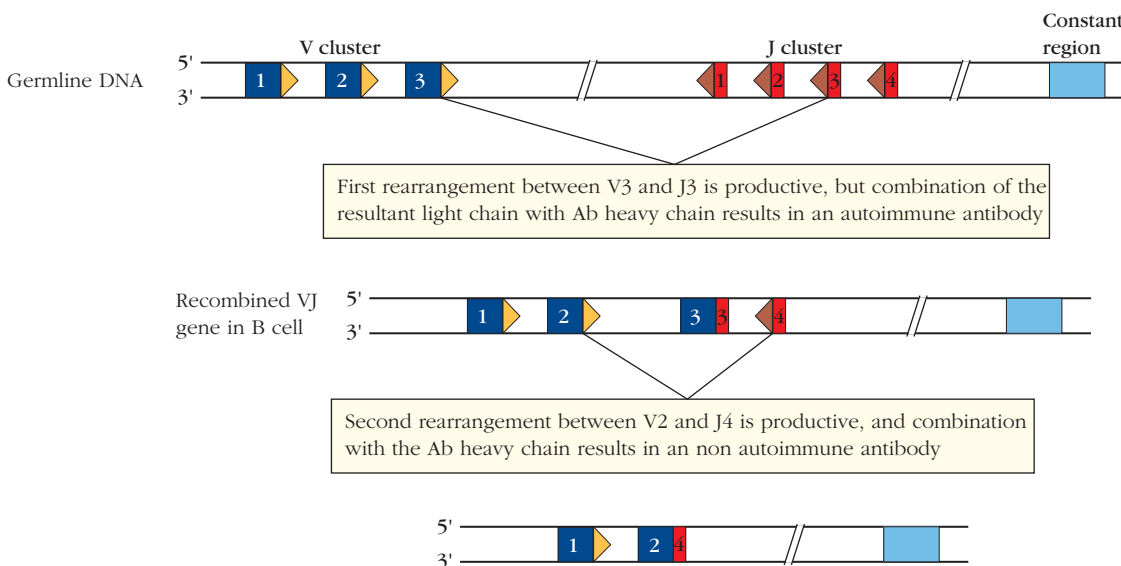 Constant
V cluster J cluster region
Germline DNA 5' 1 2 3 1 2 3 4
3'
First rearrangement between V3 and J3 is productive, but combination of the
resultant light chain with Ab heavy chain results in an autoimmune antibody
Recombined VJ 5' 1 2 3 3 4
gene in B cell 3'
Second rearrangement between V2 and J4 is productive, and combination
with the Ab heavy chain results in an non autoimmune antibody
5' 1 2 4
3'